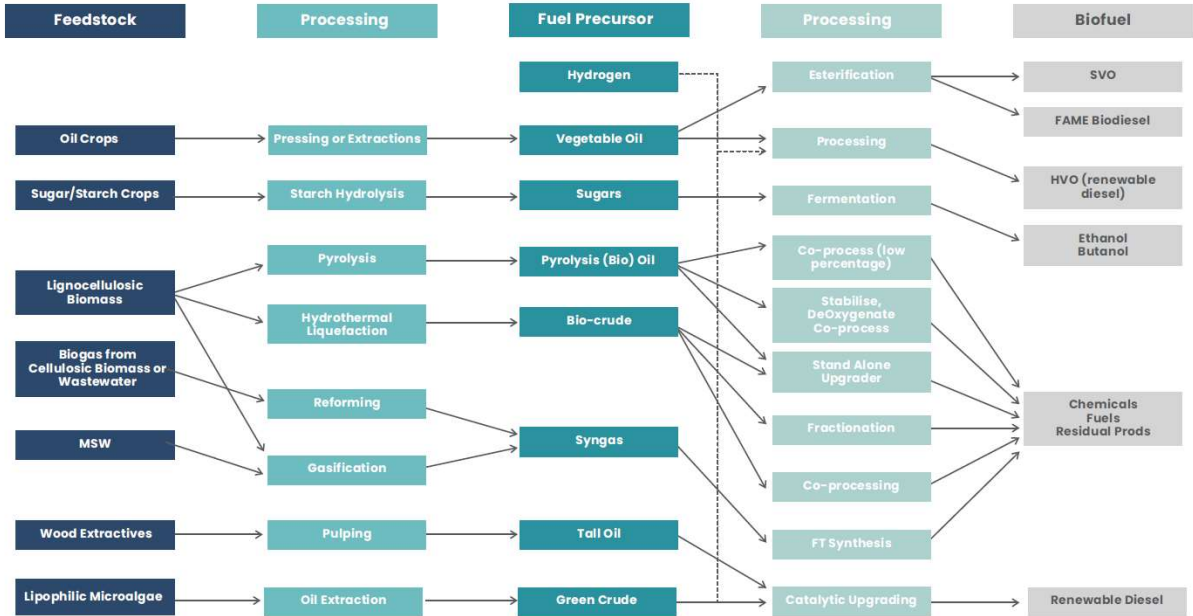 Feedstock
Processing
Fuel Precursor
Processing
Biofuel
Hydrogen
Esterification
SVO
FAME Biodiesel
Oil Crops
Pressing or Extractions
Vegetable Oil
Processing
HVO (renewable
diesel)
Sugar/Starch Crops
Starch Hydrolysis
Sugars
Fermentation
Ethanol
Butanol
Lignocellulosic
Biomass
Pyrolysis
Pyrolysis (Bio) Oil
Co-process (low
percentage)
Hydrothermal
Liquefaction
Bio-crude
Stabilise,
DeOxygenate
Co-process
Biogas from
Cellulosic Biomass or
Wastewater
Reforming
Stand Alone
Upgrader
Chemicals
Fuels
Residual Prods
MSW
Gasification
Syngas
Fractionation
Co-processing
Wood Extractives
Pulping
Tall Oil
FT Synthesis
Lipophilic Microalgae
Oil Extraction
Green Crude
Catalytic Upgrading
Renewable Diesel